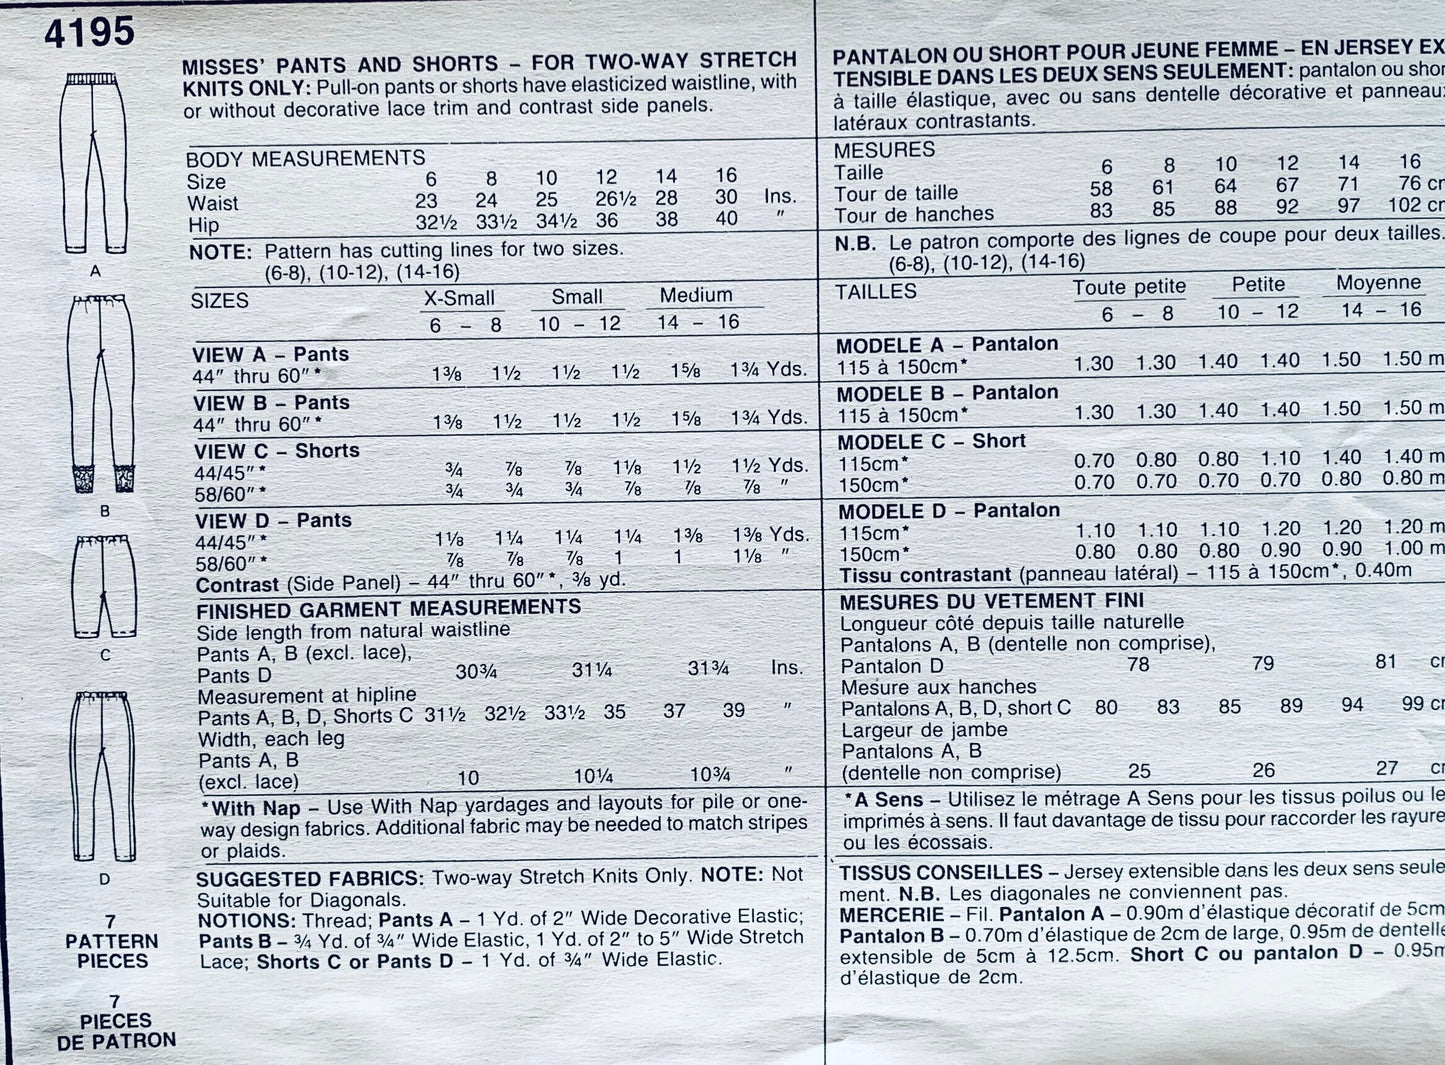 4195
A
B
C
D
7
PATTERN
PIECES
7
PIECES
DE PATRON
MISSES' PANTS AND SHORTS – FOR TWO-WAY STRETCH
KNITS ONLY: Pull-on pants or shorts have elasticized waistline, with
or without decorative lace trim and contrast side panels.
BODY MEASUREMENTS
Size 6 8 10 12 14 16
Waist 23 24 25 26½ 28 30 Ins.
Hip 32½ 33½ 34½ 36 38 40 "
NOTE: Pattern has cutting lines for two sizes.
(6-8), (10-12), (14-16)
SIZES X-Small Small Medium
6 – 8 10 – 12 14 – 16
VIEW A – Pants
44" thru 60"* 1⅜ 1½ 1½ 1½ 1⅝ 1¾ Yds.
VIEW B – Pants
44" thru 60"* 1⅜ 1½ 1½ 1½ 1⅝ 1¾ Yds.
VIEW C – Shorts
44/45"* ¾ ⅞ ⅞ 1⅛ 1½ 1½ Yds.
58/60"* ¾ ¾ ¾ ⅞ ⅞ ⅞ "
VIEW D – Pants
44/45"* 1⅛ 1¼ 1¼ 1¼ 1⅜ 1⅜ Yds.
58/60"* ⅞ ⅞ ⅞ 1 1 1⅛ "
Contrast (Side Panel) – 44" thru 60"*, ⅜ yd.
FINISHED GARMENT MEASUREMENTS
Side length from natural waistline
Pants A, B (excl. lace),
Pants D 30¾ 31¼ 31¾ Ins.
Measurement at hipline
Pants A, B, D, Shorts C 31½ 32½ 33½ 35 37 39 "
Width, each leg
Pants A, B
(excl. lace) 10 10¼ 10¾ "
*With Nap – Use With Nap yardages and layouts for pile or one-
way design fabrics. Additional fabric may be needed to match stripes
or plaids.
SUGGESTED FABRICS: Two-way Stretch Knits Only. NOTE: Not
Suitable for Diagonals.
NOTIONS: Thread; Pants A – 1 Yd. of 2" Wide Decorative Elastic;
Pants B – ¾ Yd. of ¾" Wide Elastic, 1 Yd. of 2" to 5" Wide Stretch
Lace; Shorts C or Pants D – 1 Yd. of ¾" Wide Elastic.
PANTALON OU SHORT POUR JEUNE FEMME – EN JERSEY EX
TENSIBLE DANS LES DEUX SENS SEULEMENT: pantalon ou shor
à taille élastique, avec ou sans dentelle décorative et panneau
latéraux contrastants.
MESURES
Taille 6 8 10 12 14 16
Tour de taille 58 61 64 67 71 76 cm
Tour de hanches 83 85 88 92 97 102 cm
N.B. Le patron comporte des lignes de coupe pour deux tailles.
(6-8), (10-12), (14-16)
TAILLES Toute petite Petite Moyenne
6 – 8 10 – 12 14 – 16
MODELE A – Pantalon
115 à 150cm* 1.30 1.30 1.40 1.40 1.50 1.50 m
MODELE B – Pantalon
115 à 150cm* 1.30 1.30 1.40 1.40 1.50 1.50 m
MODELE C – Short
115cm* 0.70 0.80 0.80 1.10 1.40 1.40 m
150cm* 0.70 0.70 0.70 0.70 0.80 0.80 m
MODELE D – Pantalon
115cm* 1.10 1.10 1.10 1.20 1.20 1.20 m
150cm* 0.80 0.80 0.80 0.90 0.90 1.00 m
Tissu contrastant (panneau latéral) – 115 à 150cm*, 0.40m
MESURES DU VETEMENT FINI
Longueur côté depuis taille naturelle
Pantalons A, B (dentelle non comprise),
Pantalon D 78 79 81 cm
Mesure aux hanches
Pantalons A, B, D, short C 80 83 85 89 94 99 cm
Largeur de jambe
Pantalons A, B
(dentelle non comprise) 25 26 27 cm
*A Sens – Utilisez le métrage A Sens pour les tissus poilus ou le
imprimés à sens. Il faut davantage de tissu pour raccorder les rayure
ou les écossais.
TISSUS CONSEILLES – Jersey extensible dans les deux sens seule
ment. N.B. Les diagonales ne conviennent pas.
MERCERIE – Fil. Pantalon A – 0.90m d'élastique décoratif de 5cm
Pantalon B – 0.70m d'élastique de 2cm de large, 0.95m de dentelle
extensible de 5cm à 12.5cm. Short C ou pantalon D – 0.95m
d'élastique de 2cm.